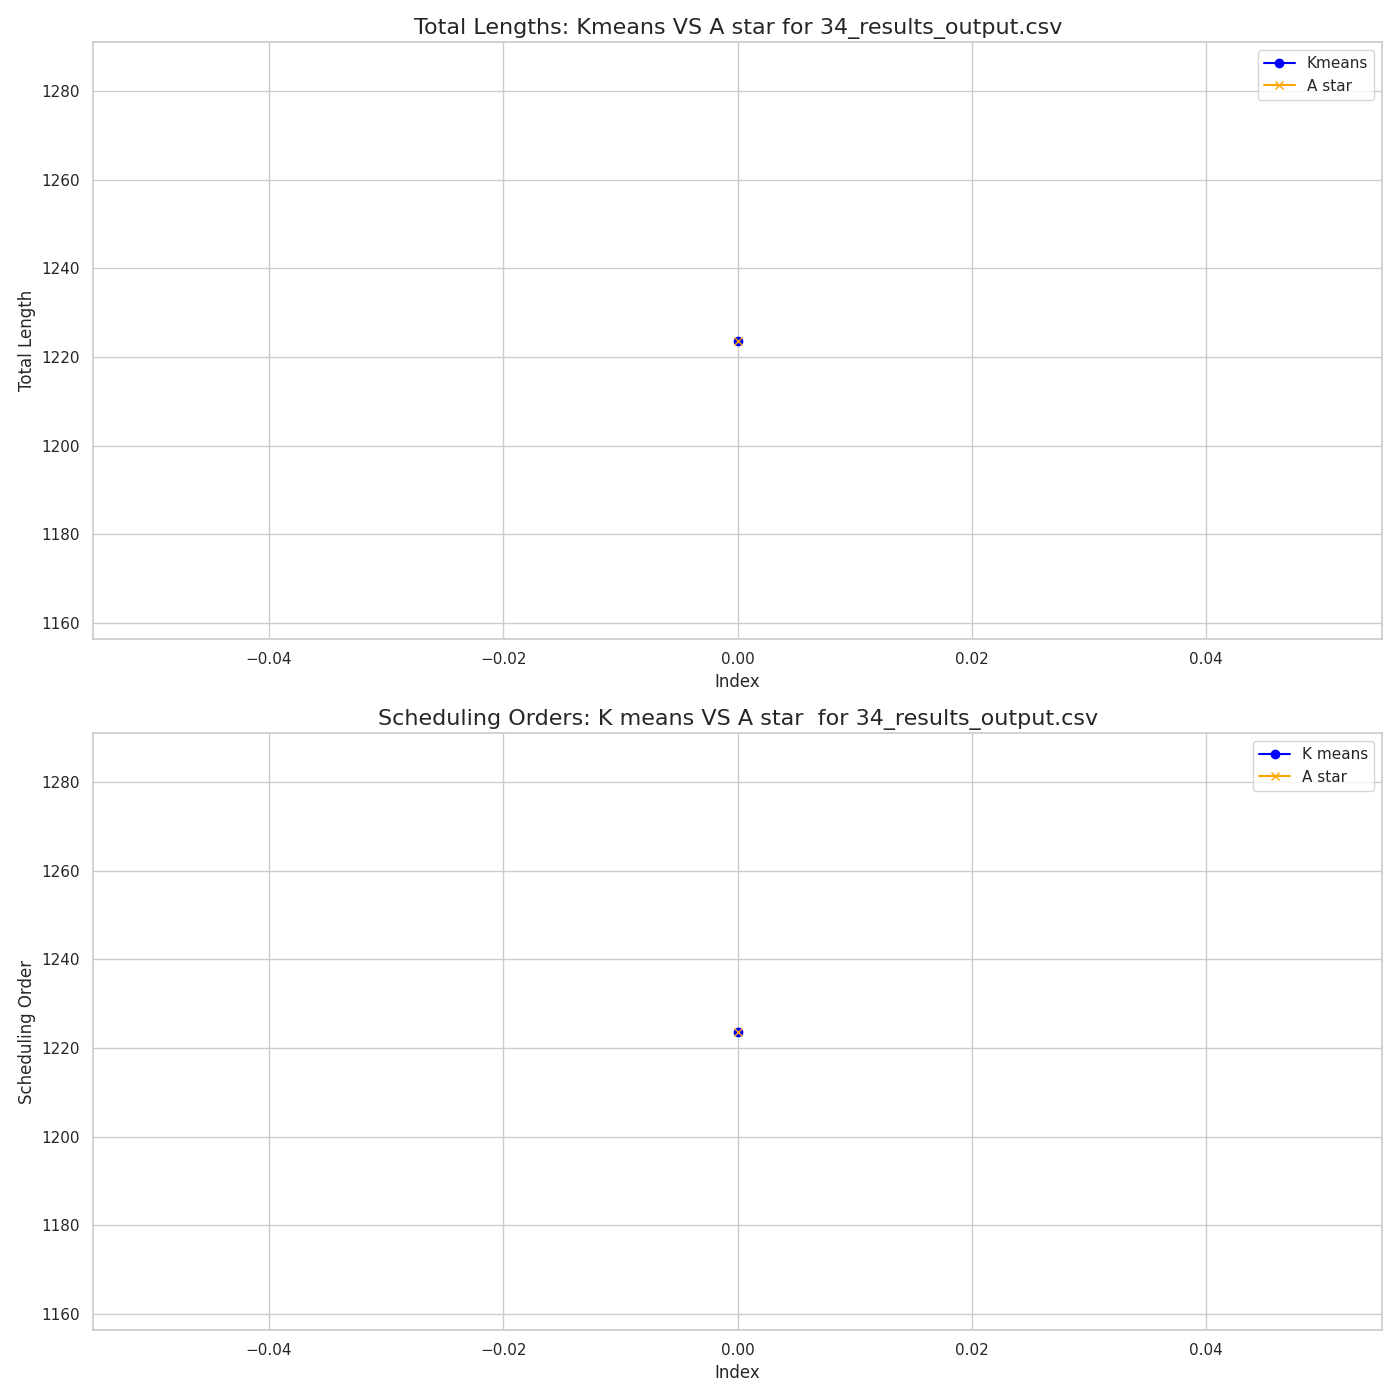 Total Lengths: Kmeans VS A star for 34_results_output.csv
Kmeans
A star
1280
1260
1240
1220
1200
1180
1160
Total Length
−0.04 −0.02 0.00 0.02 0.04
Index
Scheduling Orders: K means VS A star  for 34_results_output.csv
K means
A star
1280
1260
1240
1220
1200
1180
1160
Scheduling Order
−0.04 −0.02 0.00 0.02 0.04
Index